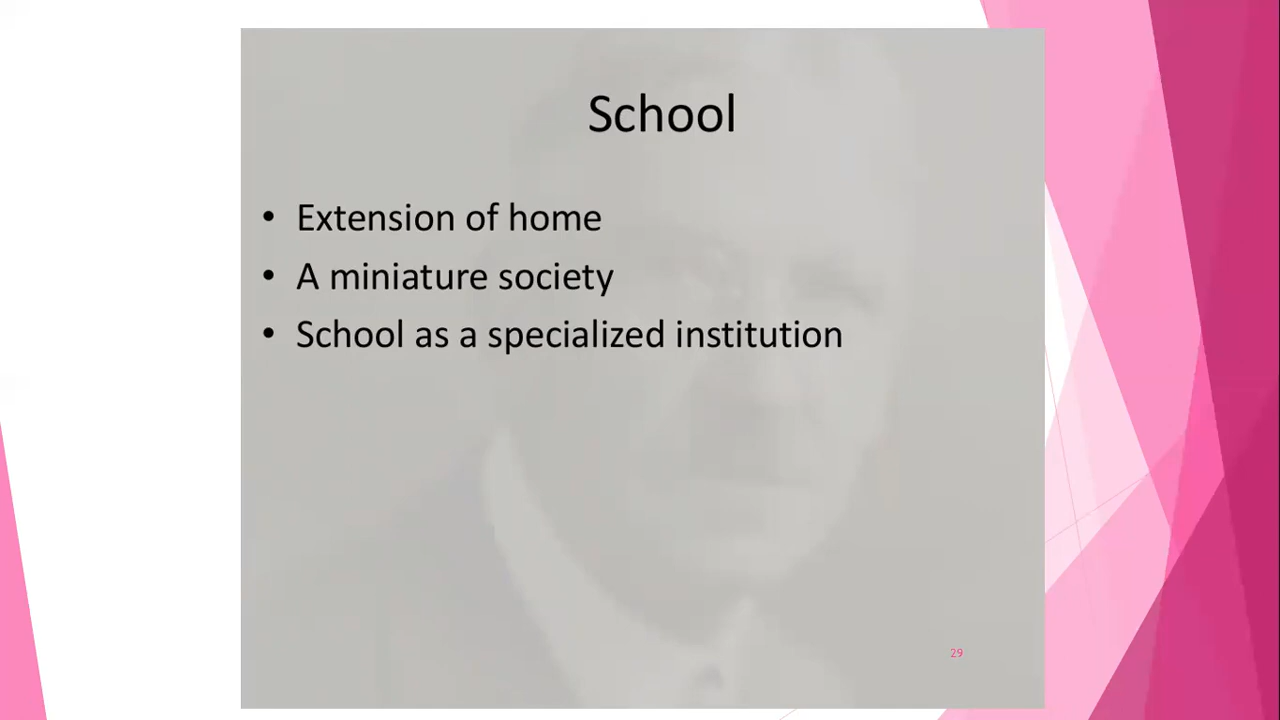 School
• Extension of home
• A miniature society
• School as a specialized institution
29